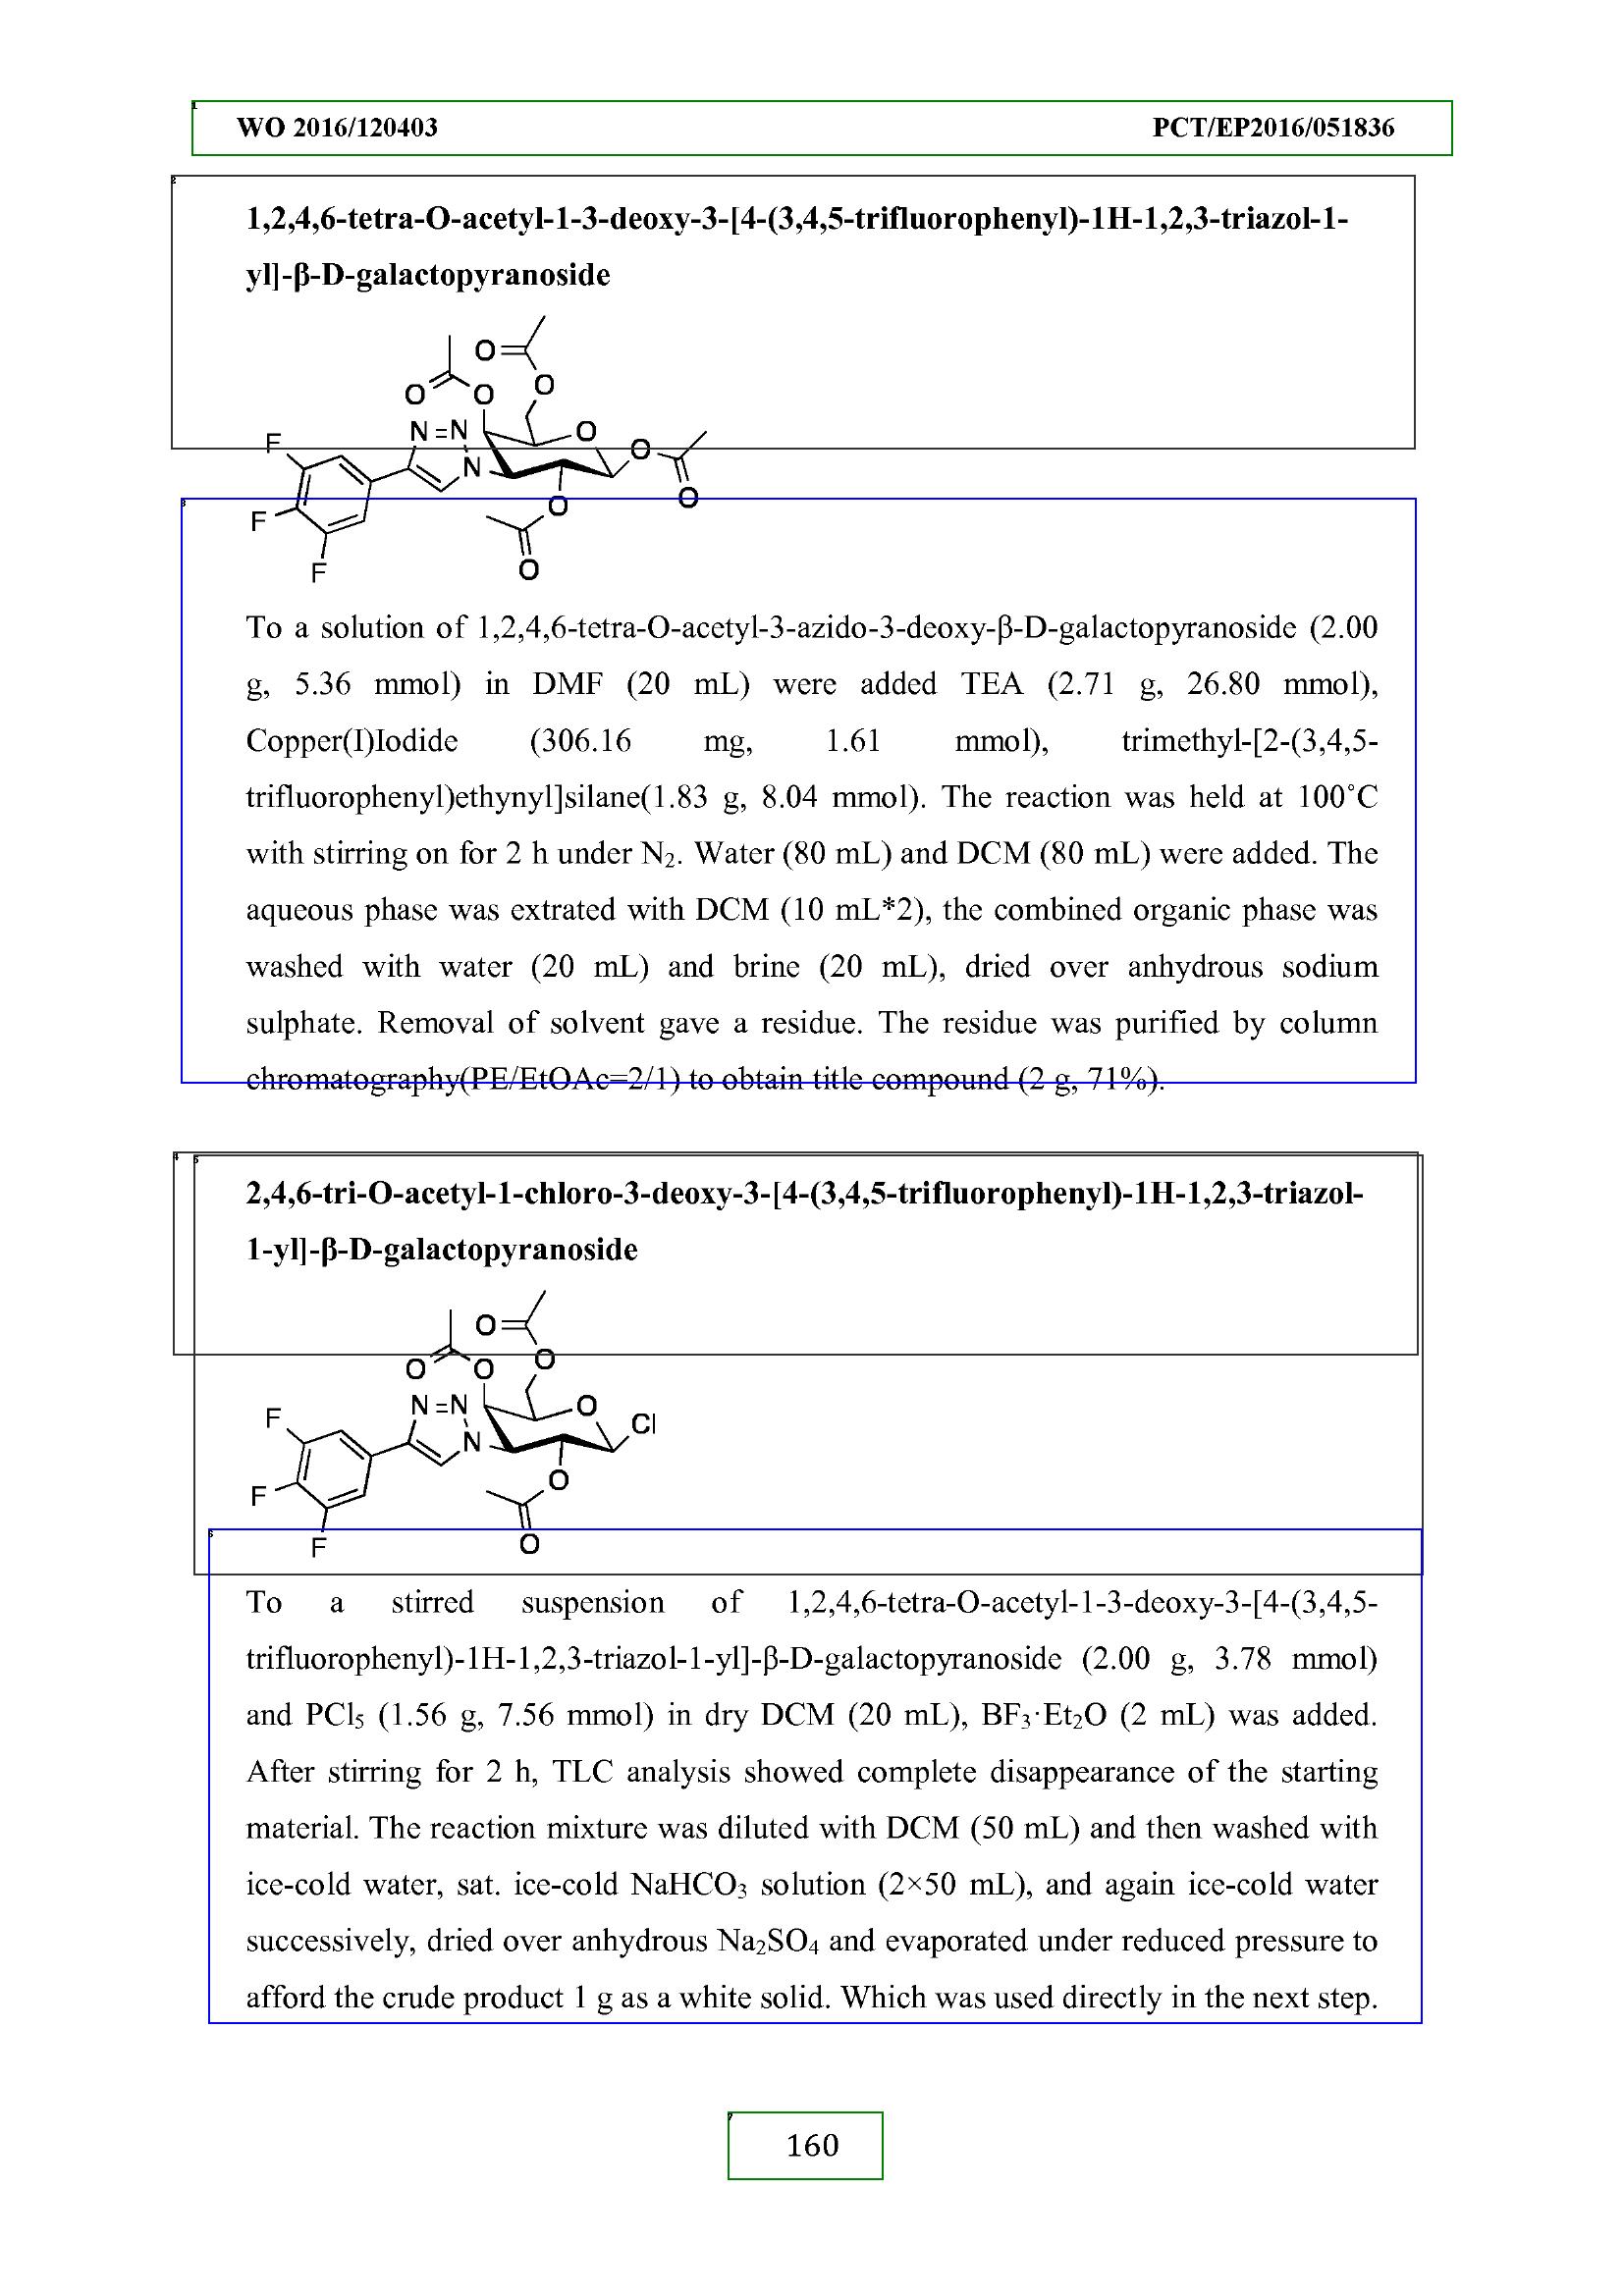 WO 2016/120403 PCT/EP2016/051836
1,2,4,6-tetra-O-acetyl-1-3-deoxy-3-[4-(3,4,5-trifluorophenyl)-1H-1,2,3-triazol-1-
yl]-β-D-galactopyranoside
O O
O O
N=N O O
F N O
F O
F O
To a solution of 1,2,4,6-tetra-O-acetyl-3-azido-3-deoxy-β-D-galactopyranoside (2.00
g, 5.36 mmol) in DMF (20 mL) were added TEA (2.71 g, 26.80 mmol),
Copper(I)Iodide (306.16 mg, 1.61 mmol), trimethyl-[2-(3,4,5-
trifluorophenyl)ethynyl]silane(1.83 g, 8.04 mmol). The reaction was held at 100˚C
with stirring on for 2 h under N₂. Water (80 mL) and DCM (80 mL) were added. The
aqueous phase was extrated with DCM (10 mL*2), the combined organic phase was
washed with water (20 mL) and brine (20 mL), dried over anhydrous sodium
sulphate. Removal of solvent gave a residue. The residue was purified by column
chromatography(PE/EtOAc=2/1) to obtain title compound (2 g, 71%).
2,4,6-tri-O-acetyl-1-chloro-3-deoxy-3-[4-(3,4,5-trifluorophenyl)-1H-1,2,3-triazol-
1-yl]-β-D-galactopyranoside
O
O O O
F N=N O Cl
N
F O
F O
To a stirred suspension of 1,2,4,6-tetra-O-acetyl-1-3-deoxy-3-[4-(3,4,5-
trifluorophenyl)-1H-1,2,3-triazol-1-yl]-β-D-galactopyranoside (2.00 g, 3.78 mmol)
and PCl₅ (1.56 g, 7.56 mmol) in dry DCM (20 mL), BF₃·Et₂O (2 mL) was added.
After stirring for 2 h, TLC analysis showed complete disappearance of the starting
material. The reaction mixture was diluted with DCM (50 mL) and then washed with
ice-cold water, sat. ice-cold NaHCO₃ solution (2×50 mL), and again ice-cold water
successively, dried over anhydrous Na₂SO₄ and evaporated under reduced pressure to
afford the crude product 1 g as a white solid. Which was used directly in the next step.
160